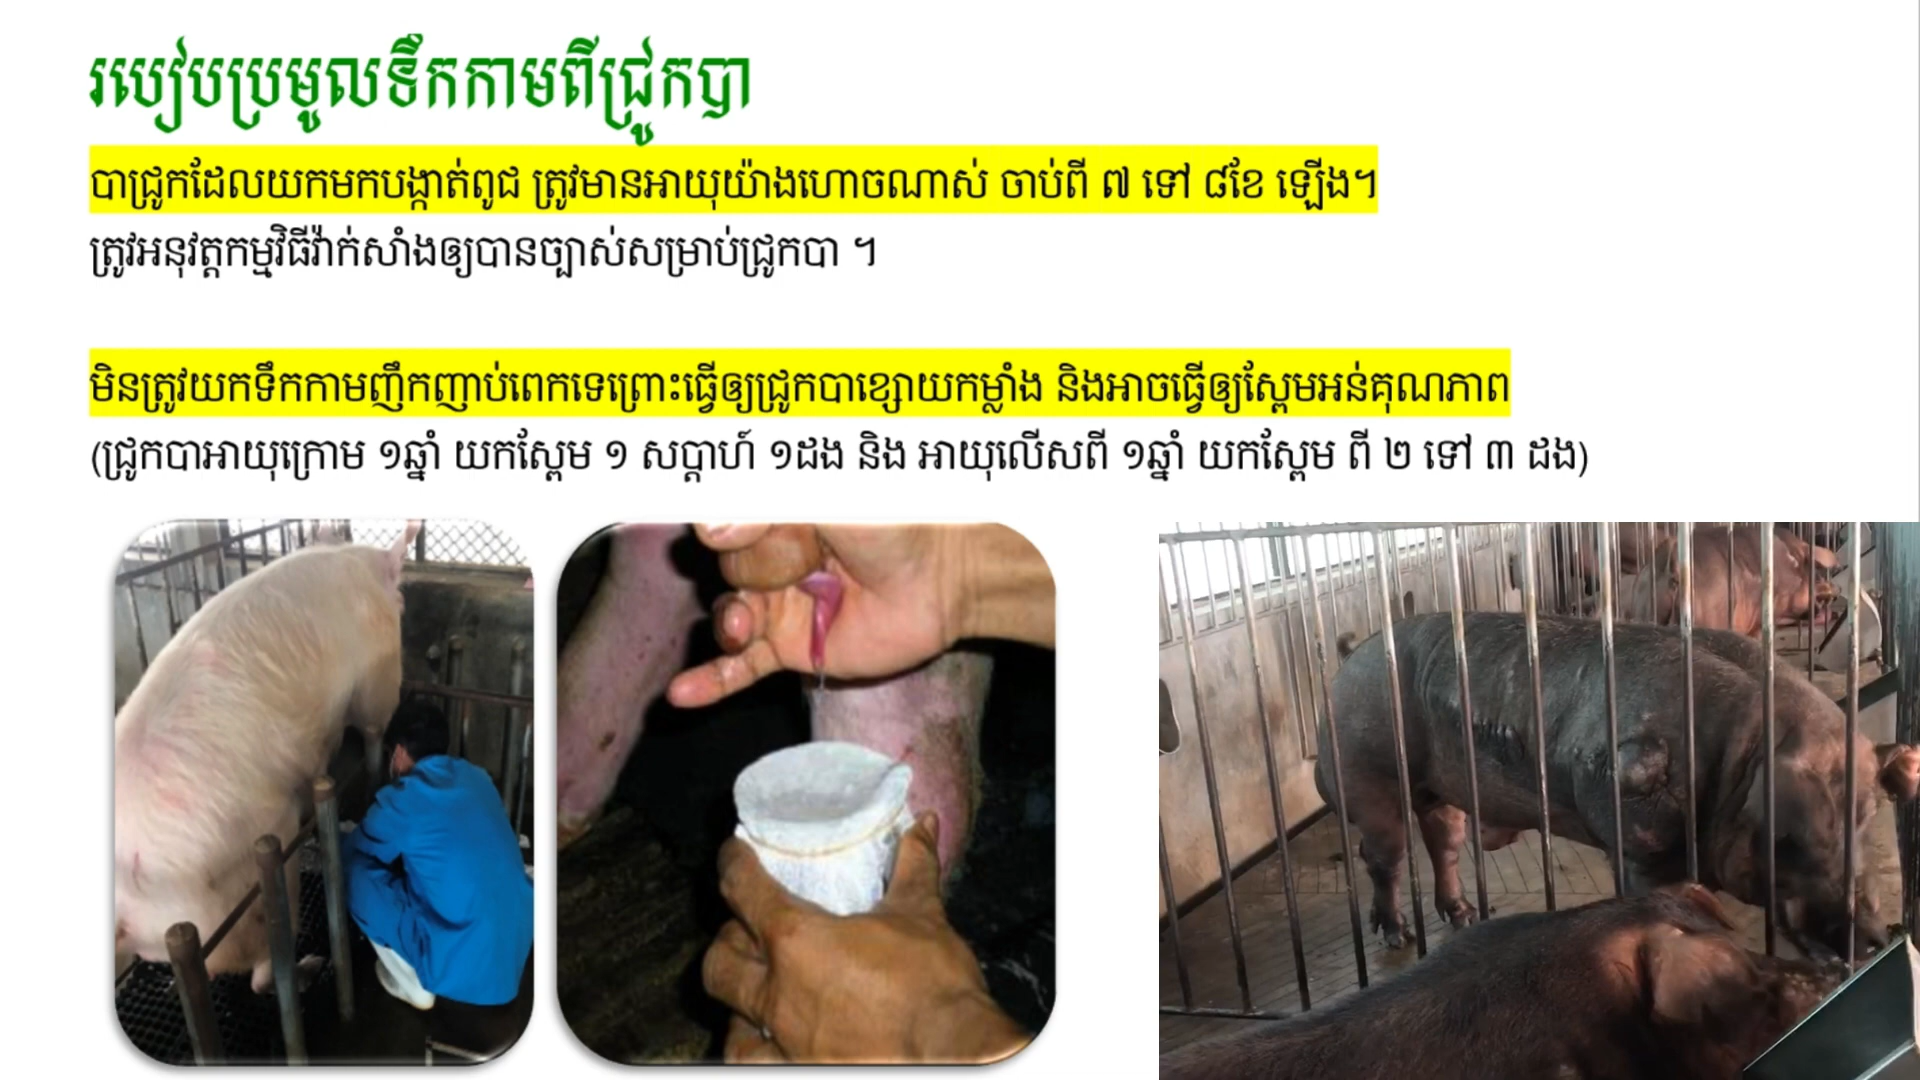 របៀបប្រមូលទឹកកាមពីជ្រូកបា
បាជ្រូកដែលយកមកបង្កាត់ពូជ ត្រូវមានអាយុយ៉ាងហោចណាស់ ចាប់ពី ៧ ទៅ ៨ខែ ឡើង។
ត្រូវអនុវត្តកម្មវិធីវ៉ាក់សាំងឲ្យបានច្បាស់សម្រាប់ជ្រូកបា ។
មិនត្រូវយកទឹកកាមញឹកញាប់ពេកទេព្រោះធ្វើឲ្យជ្រូកបាខ្សោយកម្លាំង និងអាចធ្វើឲ្យស្ពែមអន់គុណភាព
(ជ្រូកបាអាយុក្រោម ១ឆ្នាំ យកស្ពែម ១ សប្តាហ៍ ១ដង និង អាយុលើសពី ១ឆ្នាំ យកស្ពែម ពី ២ ទៅ ៣ ដង)